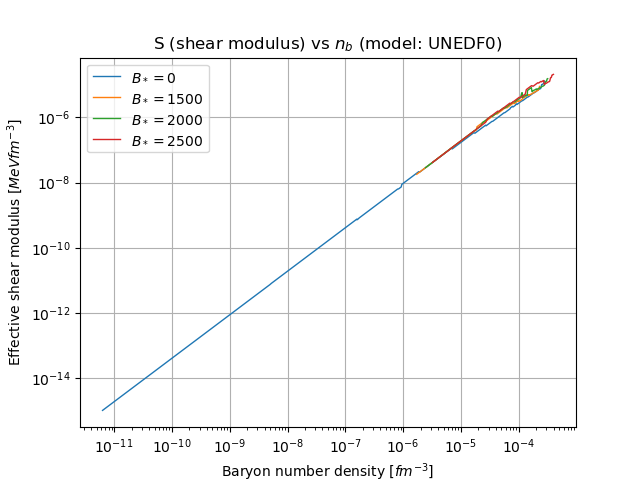 S (shear modulus) vs $n_b$ (model: UNEDF0)
$B_* = 0$
$B_* = 1500$
$B_* = 2000$
$B_* = 2500$
Effective shear modulus [$MeVfm^{-3}$]
$10^{-6}$
$10^{-8}$
$10^{-10}$
$10^{-12}$
$10^{-14}$
$10^{-11}$ $10^{-10}$ $10^{-9}$ $10^{-8}$ $10^{-7}$ $10^{-6}$ $10^{-5}$ $10^{-4}$
Baryon number density [$fm^{-3}$]